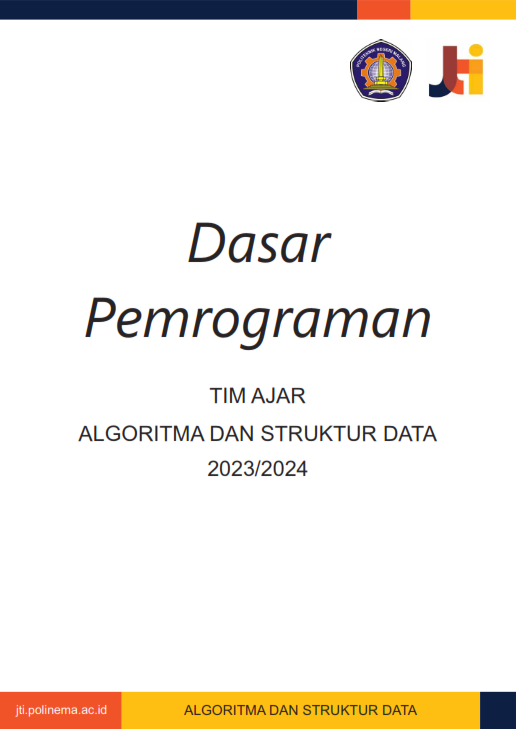 POLITEKNIK NEGERI MALANG
jti
Dasar
Pemrograman
TIM AJAR
ALGORITMA DAN STRUKTUR DATA
2023/2024
jti.polinema.ac.id
ALGORITMA DAN STRUKTUR DATA